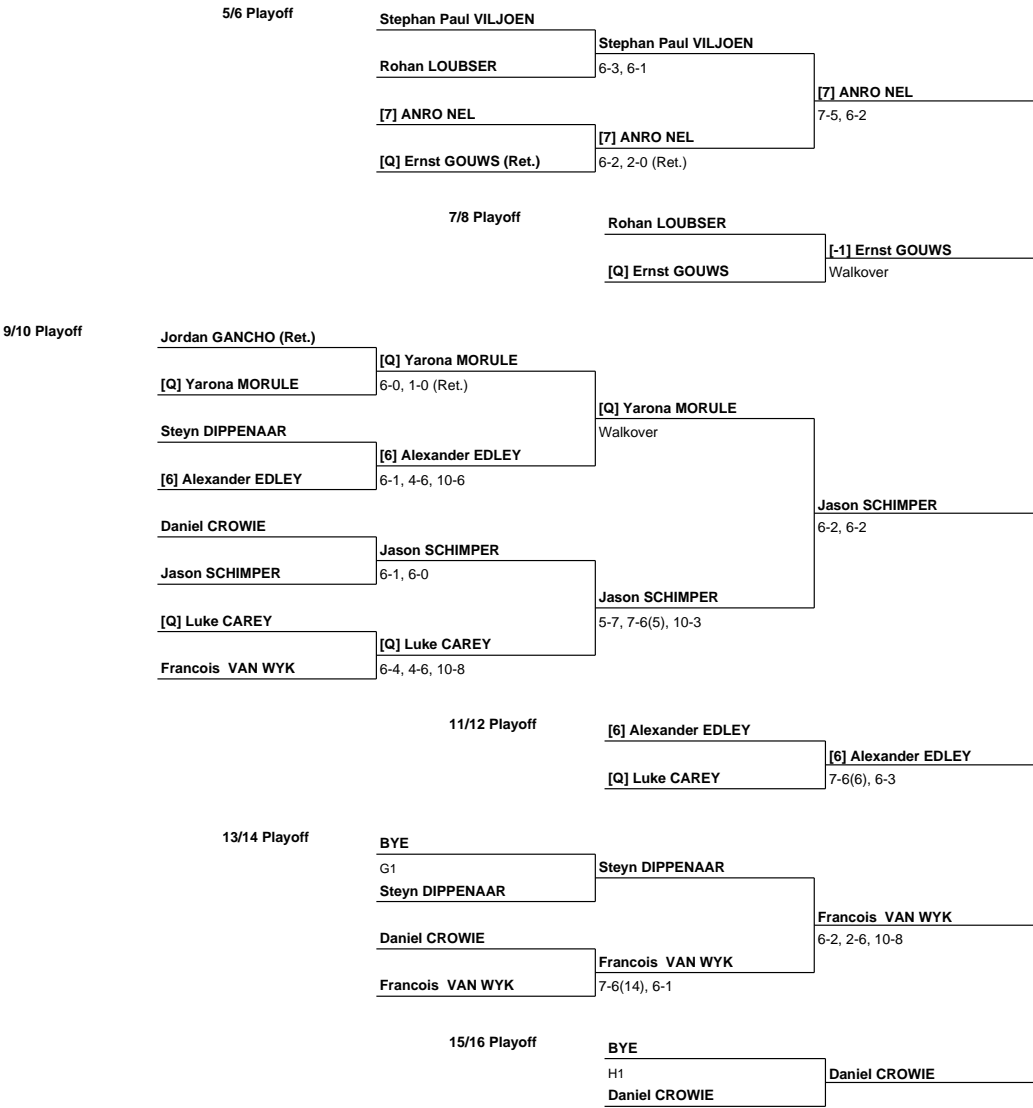 5/6 Playoff
Stephan Paul VILJOEN
Stephan Paul VILJOEN
Rohan LOUBSER
6-3, 6-1
[7] ANRO NEL
[7] ANRO NEL
7-5, 6-2
[7] ANRO NEL
[Q] Ernst GOUWS (Ret.)
6-2, 2-0 (Ret.)
7/8 Playoff
Rohan LOUBSER
[-1] Ernst GOUWS
[Q] Ernst GOUWS
Walkover
9/10 Playoff
Jordan GANCHO (Ret.)
[Q] Yarona MORULE
[Q] Yarona MORULE
6-0, 1-0 (Ret.)
[Q] Yarona MORULE
Steyn DIPPENAAR
Walkover
[6] Alexander EDLEY
[6] Alexander EDLEY
6-1, 4-6, 10-6
Jason SCHIMPER
Daniel CROWIE
6-2, 6-2
Jason SCHIMPER
Jason SCHIMPER
6-1, 6-0
Jason SCHIMPER
[Q] Luke CAREY
5-7, 7-6(5), 10-3
[Q] Luke CAREY
Francois VAN WYK
6-4, 4-6, 10-8
11/12 Playoff
[6] Alexander EDLEY
[6] Alexander EDLEY
[Q] Luke CAREY
7-6(6), 6-3
13/14 Playoff
BYE
G1
Steyn DIPPENAAR
Steyn DIPPENAAR
Francois VAN WYK
Daniel CROWIE
6-2, 2-6, 10-8
Francois VAN WYK
Francois VAN WYK
7-6(14), 6-1
15/16 Playoff
BYE
H1
Daniel CROWIE
Daniel CROWIE